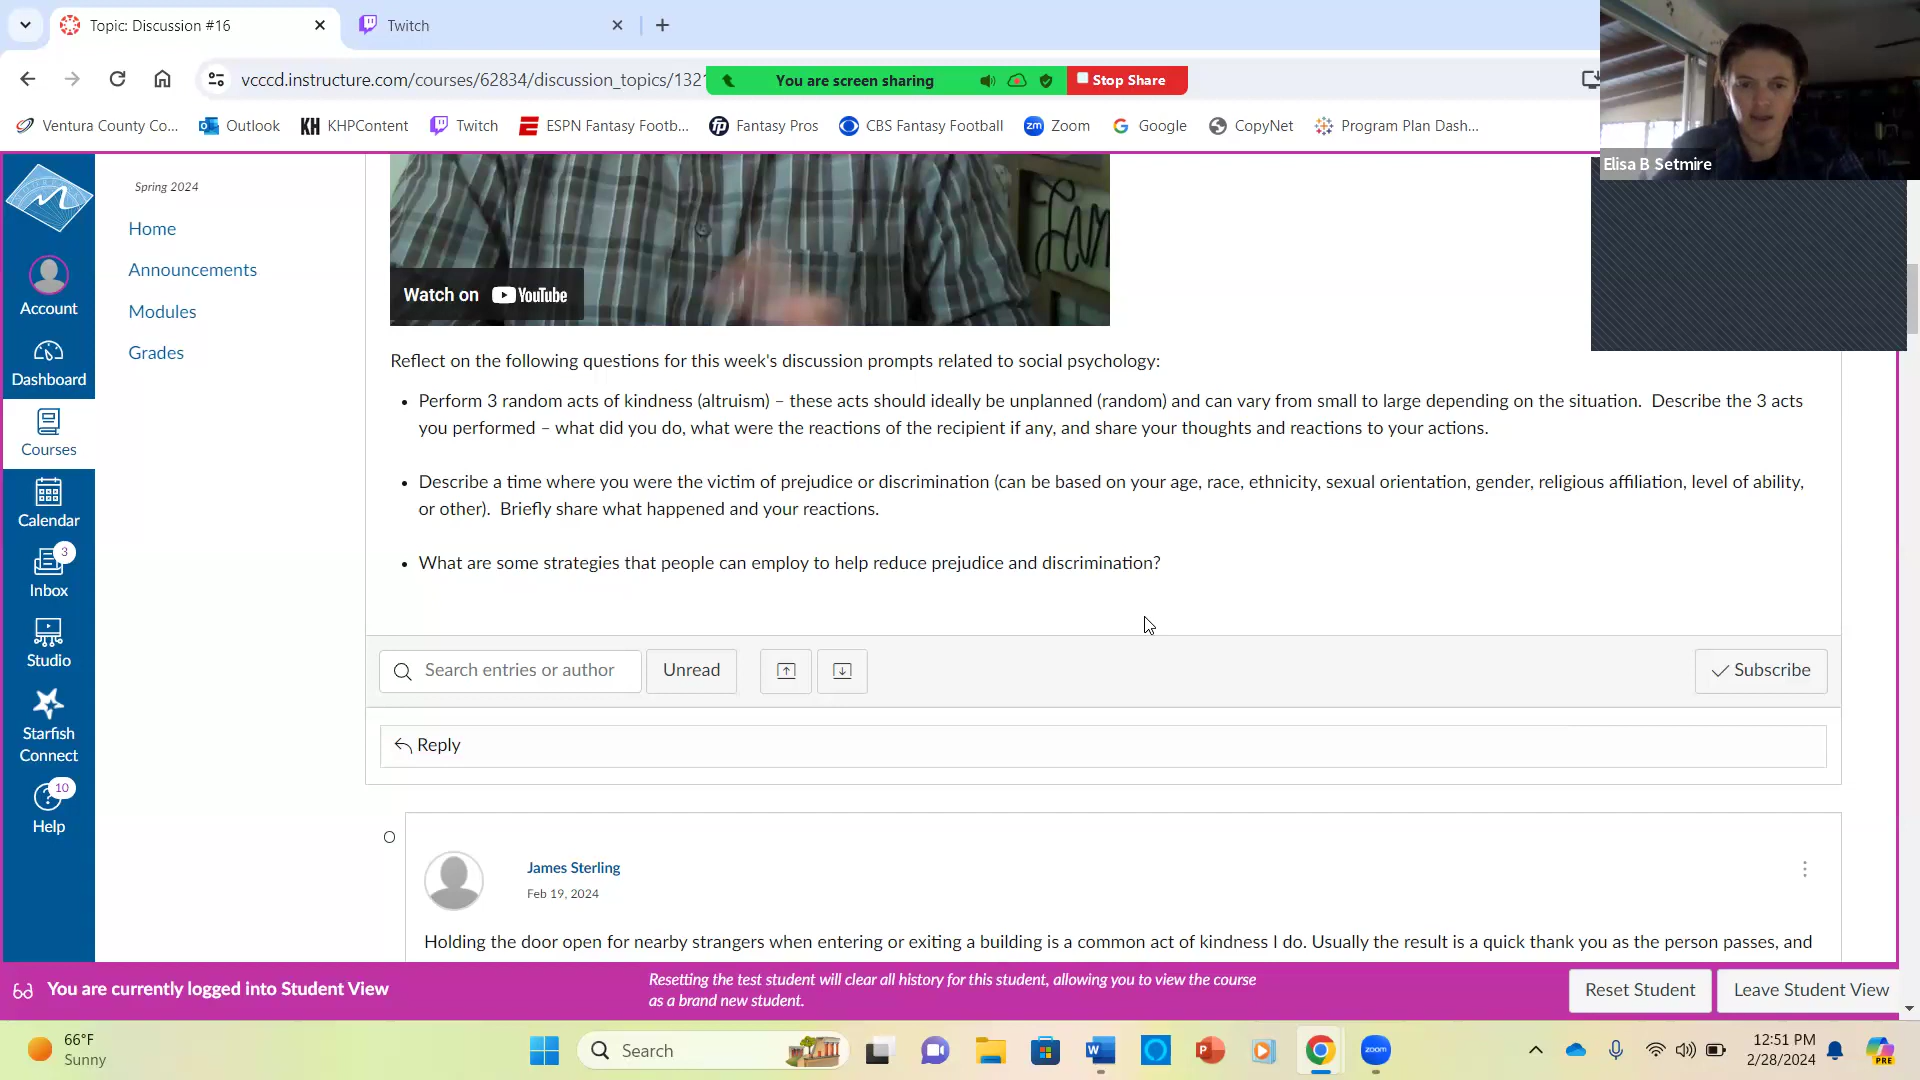 Topic: Discussion #16
Twitch
vcccd.instructure.com/courses/62834/discussion_topics/132
You are screen sharing
Stop Share
Ventura County Co...
Outlook
KH KHPContent
Twitch
ESPN Fantasy Footb...
fp Fantasy Pros
CBS Fantasy Football
zm Zoom
Google
CopyNet
Program Plan Dash...
Elisa B Setmire
Account
Dashboard
Courses
Calendar
3
Inbox
Studio
Starfish
Connect
10
Help
Spring 2024
Home
Announcements
Modules
Grades
Watch on YouTube
Reflect on the following questions for this week's discussion prompts related to social psychology:
Perform 3 random acts of kindness (altruism) – these acts should ideally be unplanned (random) and can vary from small to large depending on the situation.  Describe the 3 acts
you performed – what did you do, what were the reactions of the recipient if any, and share your thoughts and reactions to your actions.
Describe a time where you were the victim of prejudice or discrimination (can be based on your age, race, ethnicity, sexual orientation, gender, religious affiliation, level of ability,
or other).  Briefly share what happened and your reactions.
What are some strategies that people can employ to help reduce prejudice and discrimination?
Search entries or author
Unread
Subscribe
Reply
James Sterling
Feb 19, 2024
Holding the door open for nearby strangers when entering or exiting a building is a common act of kindness I do. Usually the result is a quick thank you as the person passes, and
You are currently logged into Student View
Resetting the test student will clear all history for this student, allowing you to view the course
as a brand new student.
Reset Student
Leave Student View
66°F
Sunny
Search
W
P
zoom
12:51 PM
2/28/2024
PRE